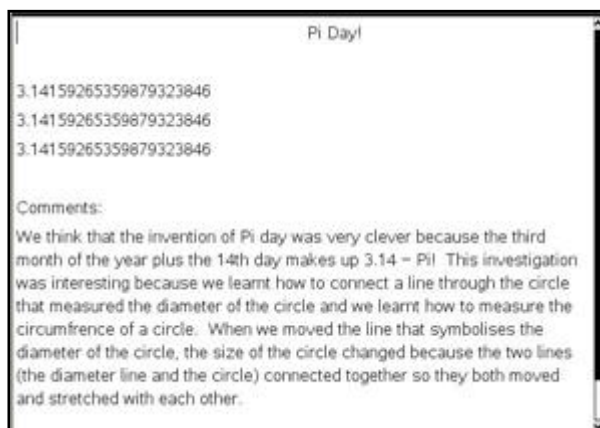 Pi Day!
3.14159265359879323846
3.14159265359879323846
3.14159265359879323846
Comments:
We think that the invention of Pi day was very clever because the third
month of the year plus the 14th day makes up 3.14 – Pi!  This investigation
was interesting because we learnt how to connect a line through the circle
that measured the diameter of the circle and we learnt how to measure the
circumfrence of a circle.  When we moved the line that symbolises the
diameter of the circle, the size of the circle changed because the two lines
(the diameter line and the circle) connected together so they both moved
and stretched with each other.